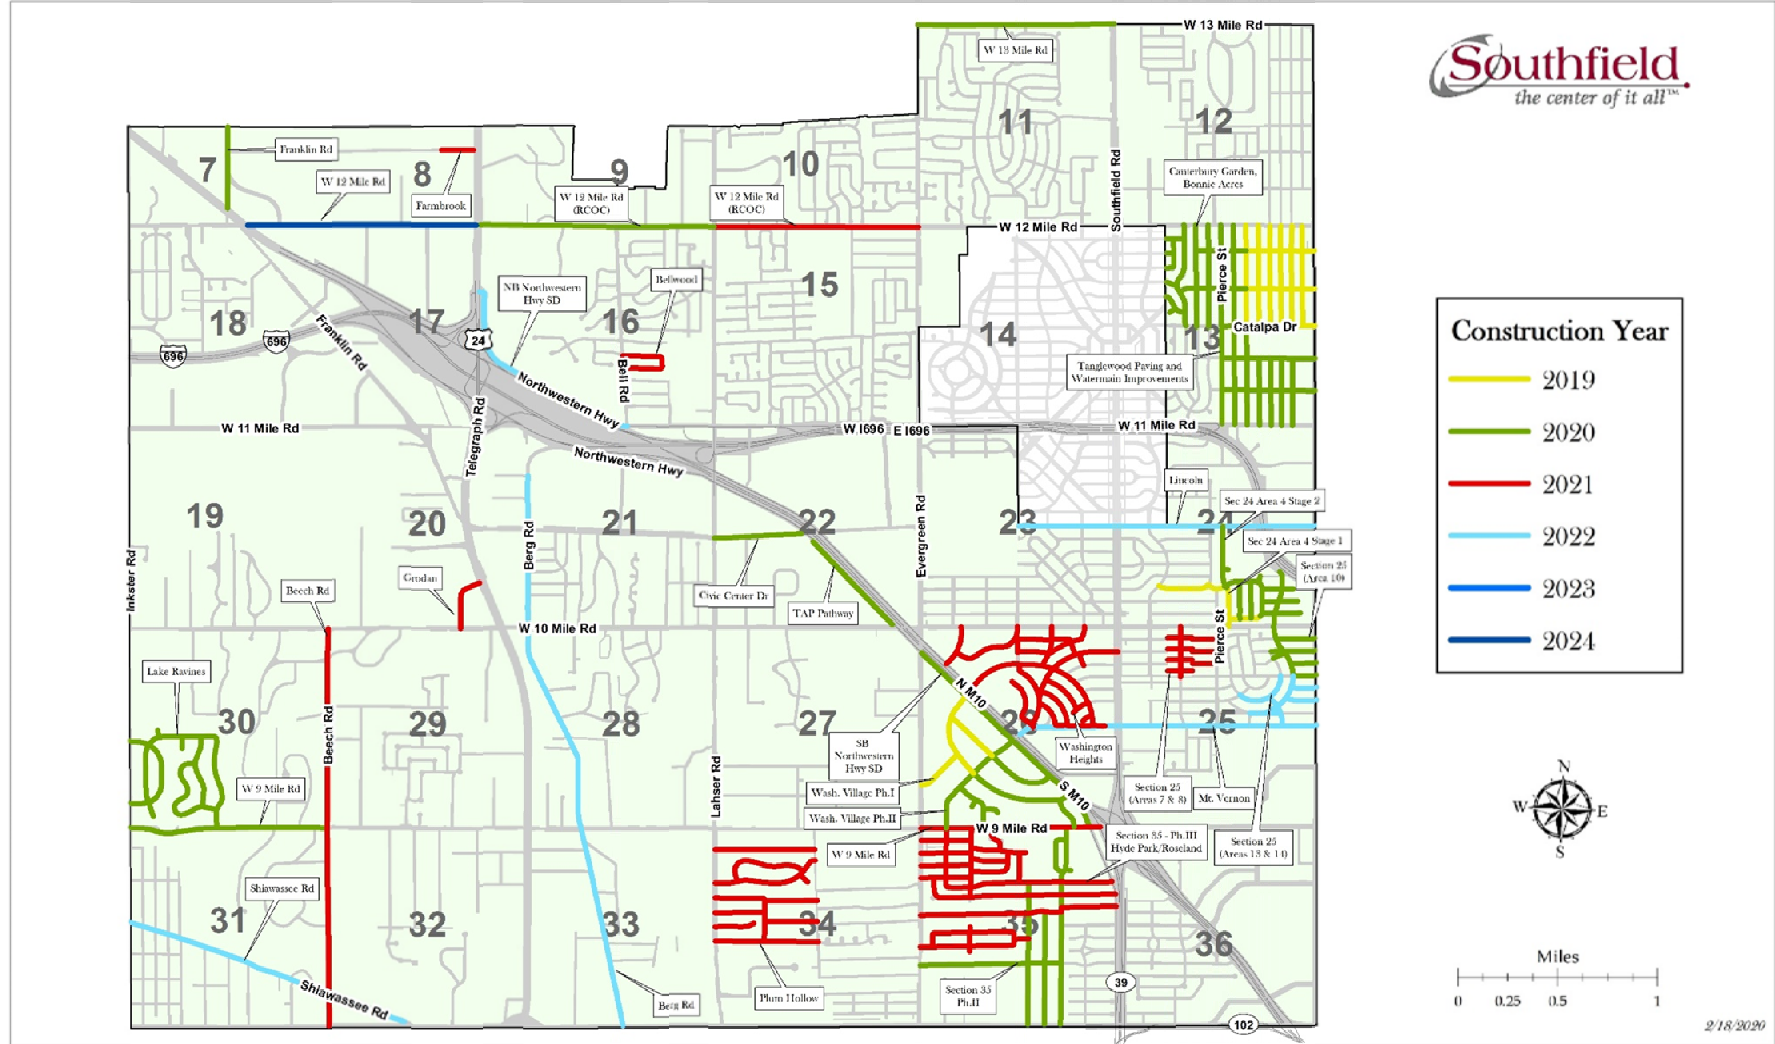 W 13 Mile Rd
W 13 Mile Rd
Southfield.
the center of it all™
11
12
7
8
9
10
Franklin Rd
W 12 Mile Rd
Farmbrook
W 12 Mile Rd
(RCOC)
W 12 Mile Rd
(RCOC)
Southfield Rd
Canterbury Garden,
Bonnie Acres
W 12 Mile Rd
NB Northwestern
Hwy SD
Bellwood
15
Pierce St
18
17
16
14
13
Catalpa Dr
696
696
24
Franklin Rd
Bell Rd
Tanglewood Paving and
Watermain Improvements
Northwestern Hwy
W 11 Mile Rd
Telegraph Rd
W I696
E I696
W 11 Mile Rd
Northwestern Hwy
Construction Year
2019
2020
2021
2022
2023
2024
Lincoln
Sec 24 Area 4 Stage 2
19
20
21
22
23
24
Sec 24 Area 4 Stage 1
Section 25
(Area 10)
Inkster Rd
Berg Rd
Evergreen Rd
Grodan
Beech Rd
Civic Center Dr
TAP Pathway
W 10 Mile Rd
Pierce St
Lake Ravines
30
Beech Rd
29
28
27
N M10
26
25
SB
Northwestern
Hwy SD
Washington
Heights
Lahser Rd
W 9 Mile Rd
Wash. Village Ph.I
S M10
Section 25
(Areas 7 & 8)
Mt. Vernon
Wash. Village Ph.II
W 9 Mile Rd
W 9 Mile Rd
Section 35 - Ph.III
Hyde Park/Roseland
Section 25
(Areas 13 & 14)
N
W
E
S
Shiawassee Rd
31
32
33
34
35
36
Shiawassee Rd
Berg Rd
Plum Hollow
Section 35
Ph.II
39
102
Miles
0
0.25
0.5
1
2/18/2020